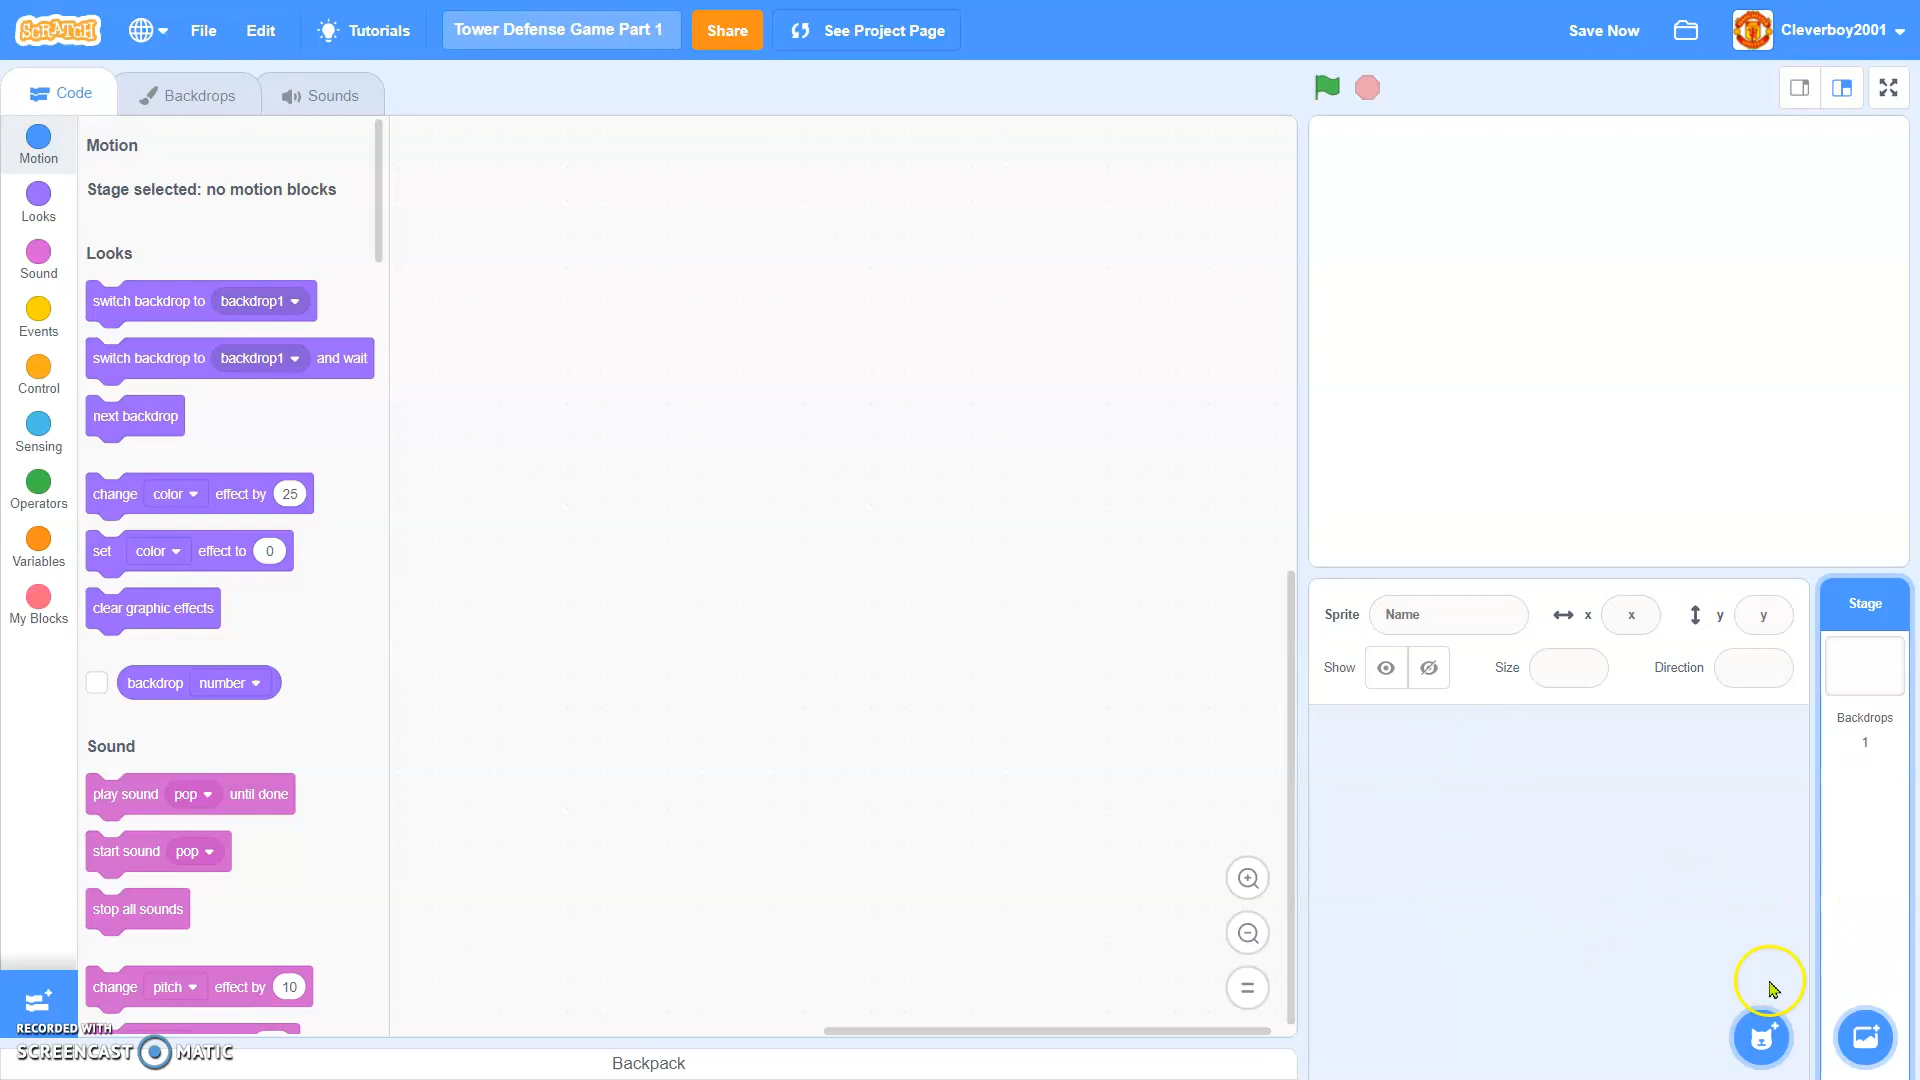 SCRATCH
File
Edit
Tutorials
Tower Defense Game Part 1
Share
See Project Page
Save Now
Cleverboy2001
Code
Backdrops
Sounds
Motion
Looks
Sound
Events
Control
Sensing
Operators
Variables
My Blocks
Motion
Stage selected: no motion blocks
Looks
switch backdrop to backdrop1
switch backdrop to backdrop1 and wait
next backdrop
change color effect by 25
set color effect to 0
clear graphic effects
backdrop number
Sound
play sound pop until done
start sound pop
stop all sounds
change pitch effect by 10
Sprite Name x x y y
Show Size Direction
Stage
Backdrops
1
Backpack
RECORDED WITH
SCREENCAST MATIC